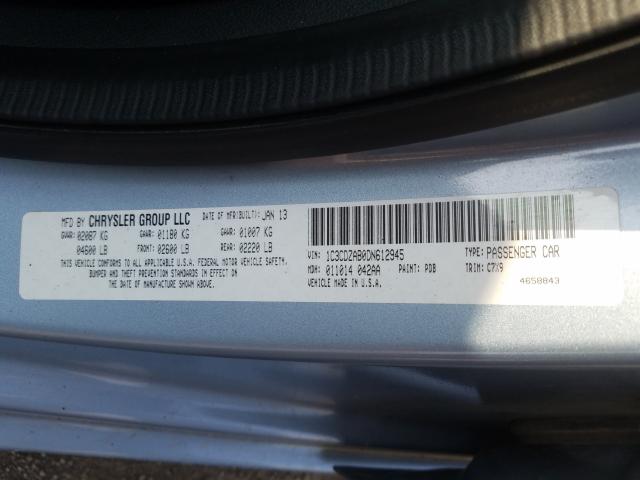 MFD BY CHRYSLER GROUP LLC DATE OF MFR(BUILT): JAN 13
GVWR: 02087 KG GAWR: 01180 KG GAWR: 01007 KG
04600 LB FRONT: 02600 LB REAR: 02220 LB
THIS VEHICLE CONFORMS TO ALL APPLICABLE U.S.A. FEDERAL MOTOR VEHICLE SAFETY,
BUMPER AND THEFT PREVENTION STANDARDS IN EFFECT ON
THE DATE OF MANUFACTURE SHOWN ABOVE.
VIN: 1C3CDZAB0DN612945 TYPE: PASSENGER CAR
MDH: 011014 042AA PAINT: PDB TRIM: C7X9
VEHICLE MADE IN U.S.A. 4658843